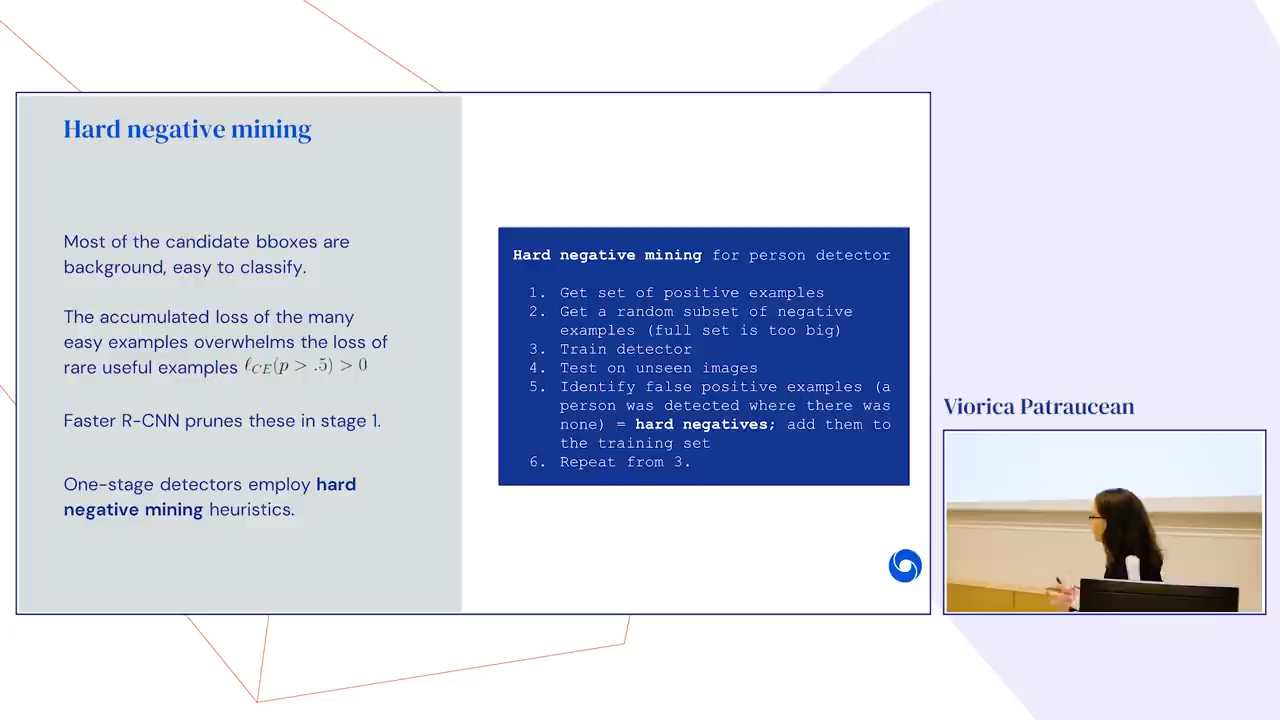 Hard negative mining
Most of the candidate bboxes are
background, easy to classify.
The accumulated loss of the many
easy examples overwhelms the loss of
rare useful examples ℓ_CE(p > .5) > 0
Faster R-CNN prunes these in stage 1.
One-stage detectors employ hard
negative mining heuristics.
Hard negative mining for person detector
1. Get set of positive examples
2. Get a random subset of negative
examples (full set is too big)
3. Train detector
4. Test on unseen images
5. Identify false positive examples (a
person was detected where there was
none) = hard negatives; add them to
the training set
6. Repeat from 3.
Viorica Patraucean